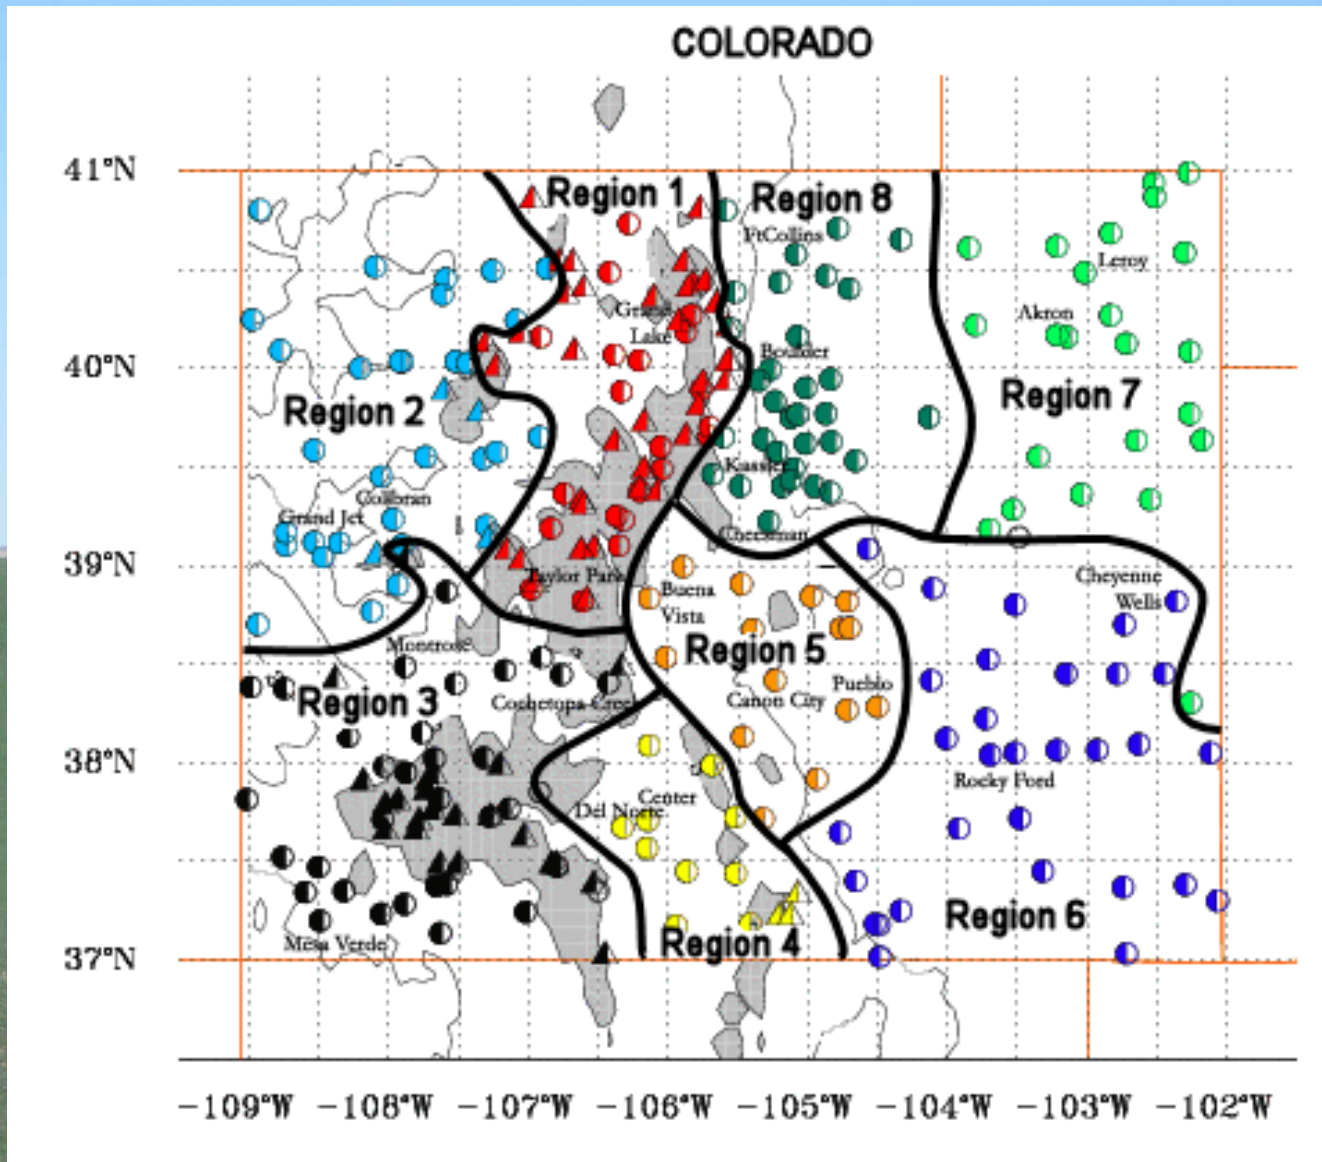 COLORADO
41°N
Region 1
Region 8
FtCollins
Leroy
Grand
Lake
Akron
40°N
Boulder
Region 2
Region 7
Kassler
Collbran
Grand Jct
Cheesman
39°N
Taylor Park
Buena
Vista
Cheyenne
Wells
Montrose
Region 5
Region 3
Cochetopa Creek
Canon City
Pueblo
38°N
Rocky Ford
Del Norte
Center
Region 6
Mesa Verde
Region 4
37°N
-109°W -108°W -107°W -106°W -105°W -104°W -103°W -102°W